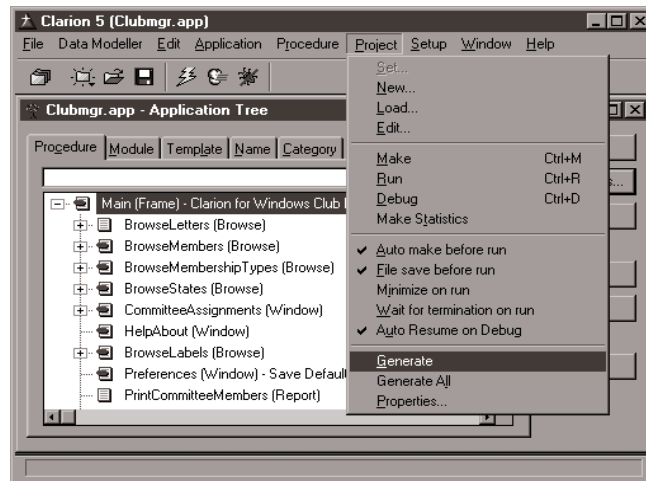 Clarion 5 (Clubmgr.app)
File Data Modeller Edit Application Procedure Project Setup Window Help
Clubmgr.app - Application Tree
Procedure Module Template Name Category
Main (Frame) - Clarion for Windows Club
BrowseLetters (Browse)
BrowseMembers (Browse)
BrowseMembershipTypes (Browse)
BrowseStates (Browse)
CommitteeAssignments (Window)
HelpAbout (Window)
BrowseLabels (Browse)
Preferences (Window) - Save Default
PrintCommitteeMembers (Report)
Set...
New...
Load...
Edit...
Make Ctrl+M
Run Ctrl+R
Debug Ctrl+D
Make Statistics
Auto make before run
File save before run
Minimize on run
Wait for termination on run
Auto Resume on Debug
Generate
Generate All
Properties...